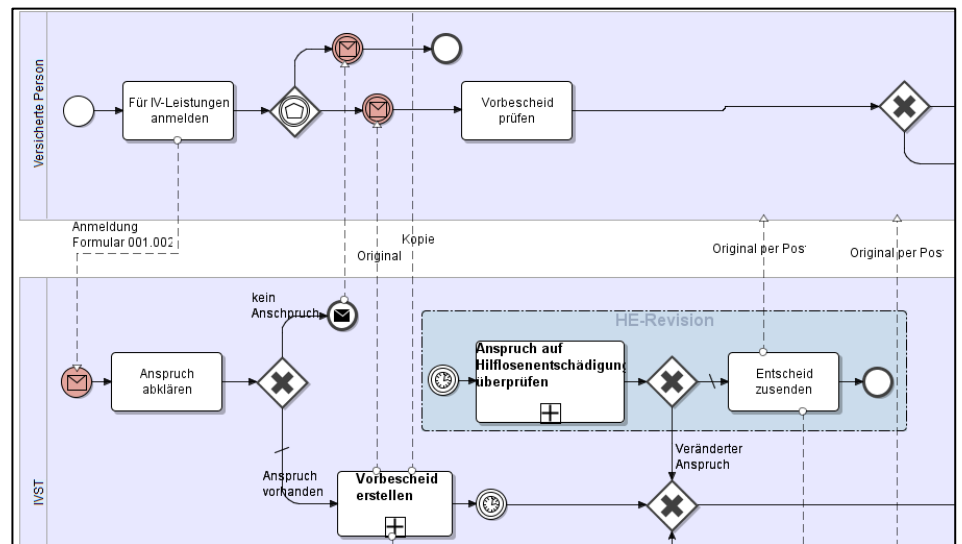 Versicherte Person
Für IV-Leistungen
anmelden
Vorbescheid
prüfen
Anmeldung
Formular 001.002
Kopie
Original
Original per Pos
Original per Pos
IVST
kein
Anschpruch
Anspruch
abklären
Anspruch
vorhanden
Vorbescheid
erstellen
HE-Revision
Anspruch auf
Hilflosenentschädigung
überprüfen
Entscheid
zusenden
Veränderter
Anspruch